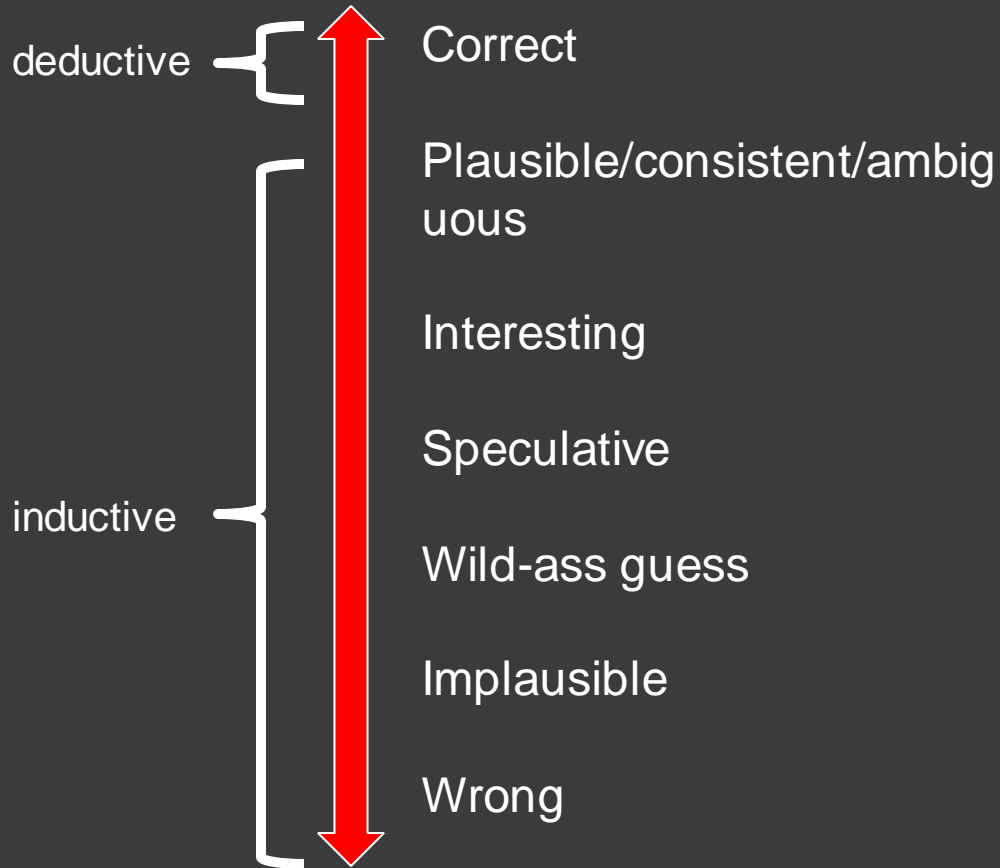 deductive
Correct
Plausible/consistent/ambig
uous
Interesting
Speculative
inductive
Wild-ass guess
Implausible
Wrong